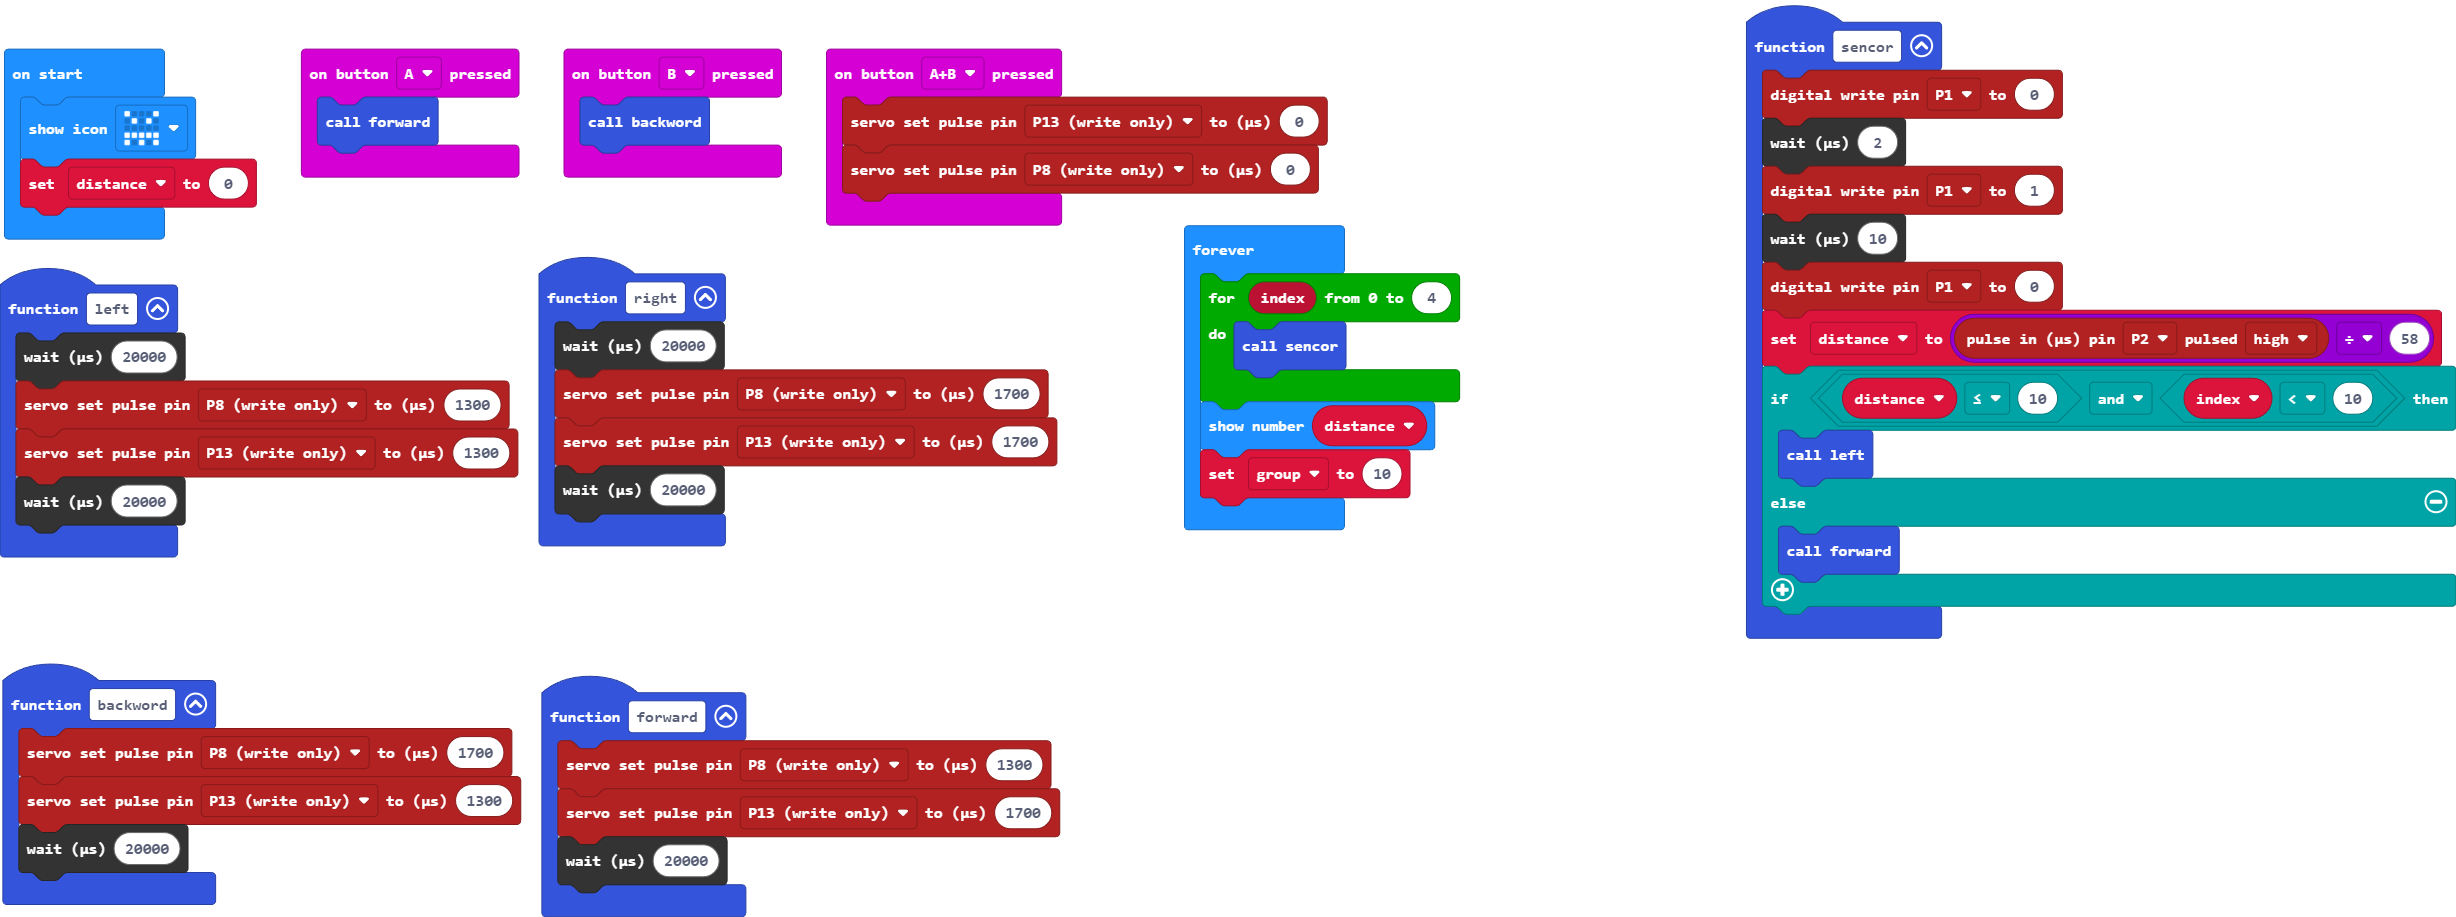 on start
show icon
set distance to 0
on button A pressed
call forward
on button B pressed
call backword
on button A+B pressed
servo set pulse pin P13 (write only) to (µs) 0
servo set pulse pin P8 (write only) to (µs) 0
function left
wait (µs) 20000
servo set pulse pin P8 (write only) to (µs) 1300
servo set pulse pin P13 (write only) to (µs) 1300
wait (µs) 20000
function right
wait (µs) 20000
servo set pulse pin P8 (write only) to (µs) 1700
servo set pulse pin P13 (write only) to (µs) 1700
wait (µs) 20000
forever
for index from 0 to 4
do
call sencor
show number distance
set group to 10
function sencor
digital write pin P1 to 0
wait (µs) 2
digital write pin P1 to 1
wait (µs) 10
digital write pin P1 to 0
set distance to pulse in (µs) pin P2 pulsed high ÷ 58
if distance ≤ 10 and index < 10 then
call left
else
call forward
function backword
servo set pulse pin P8 (write only) to (µs) 1700
servo set pulse pin P13 (write only) to (µs) 1300
wait (µs) 20000
function forward
servo set pulse pin P8 (write only) to (µs) 1300
servo set pulse pin P13 (write only) to (µs) 1700
wait (µs) 20000